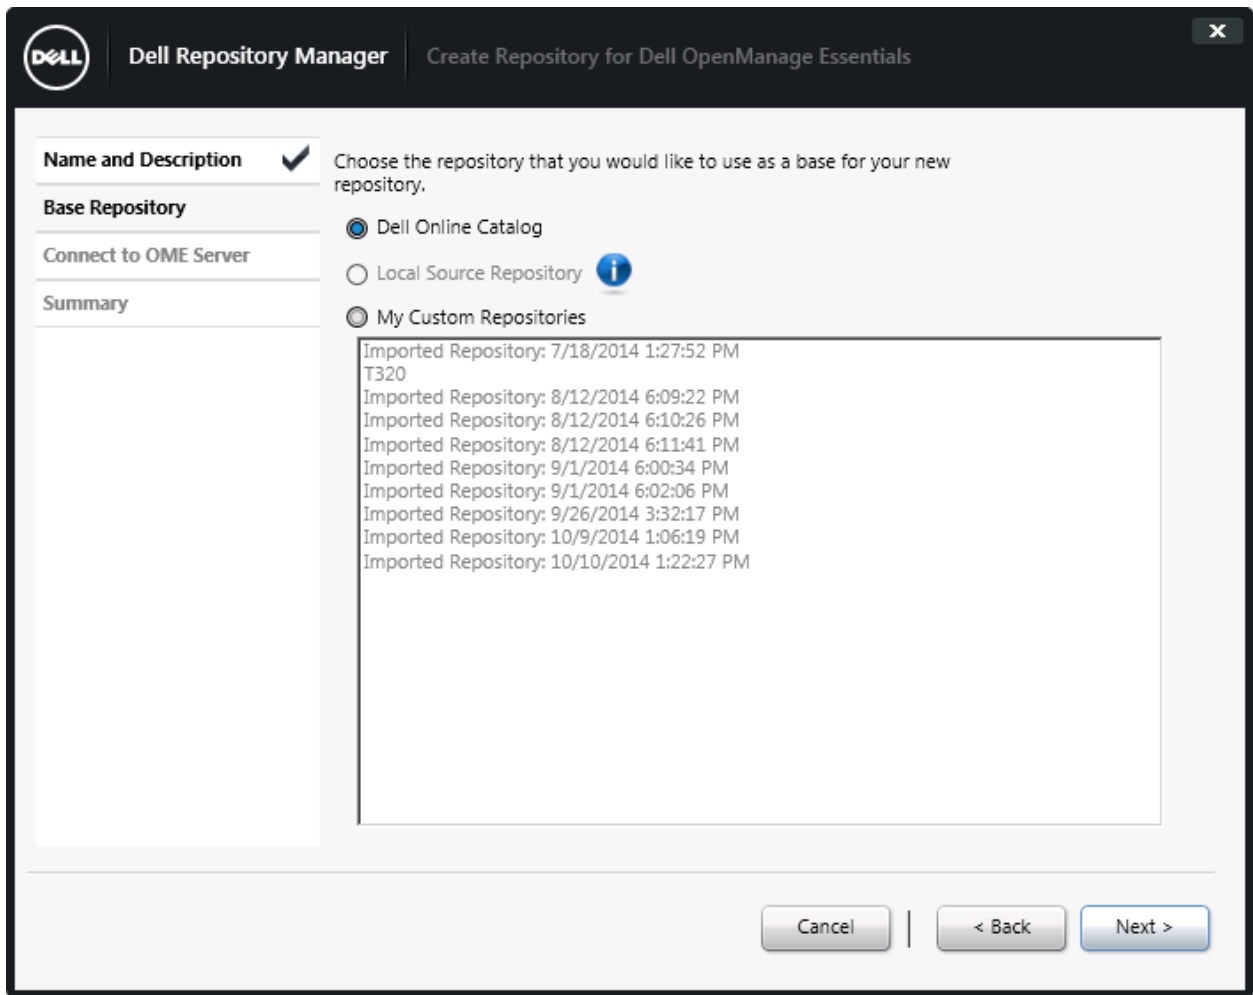 DELL
Dell Repository Manager
Create Repository for Dell OpenManage Essentials
x
Name and Description
Base Repository
Connect to OME Server
Summary
Choose the repository that you would like to use as a base for your new
repository.
Dell Online Catalog
Local Source Repository
i
My Custom Repositories
Imported Repository: 7/18/2014 1:27:52 PM
T320
Imported Repository: 8/12/2014 6:09:22 PM
Imported Repository: 8/12/2014 6:10:26 PM
Imported Repository: 8/12/2014 6:11:41 PM
Imported Repository: 9/1/2014 6:00:34 PM
Imported Repository: 9/1/2014 6:02:06 PM
Imported Repository: 9/26/2014 3:32:17 PM
Imported Repository: 10/9/2014 1:06:19 PM
Imported Repository: 10/10/2014 1:22:27 PM
Cancel
< Back
Next >